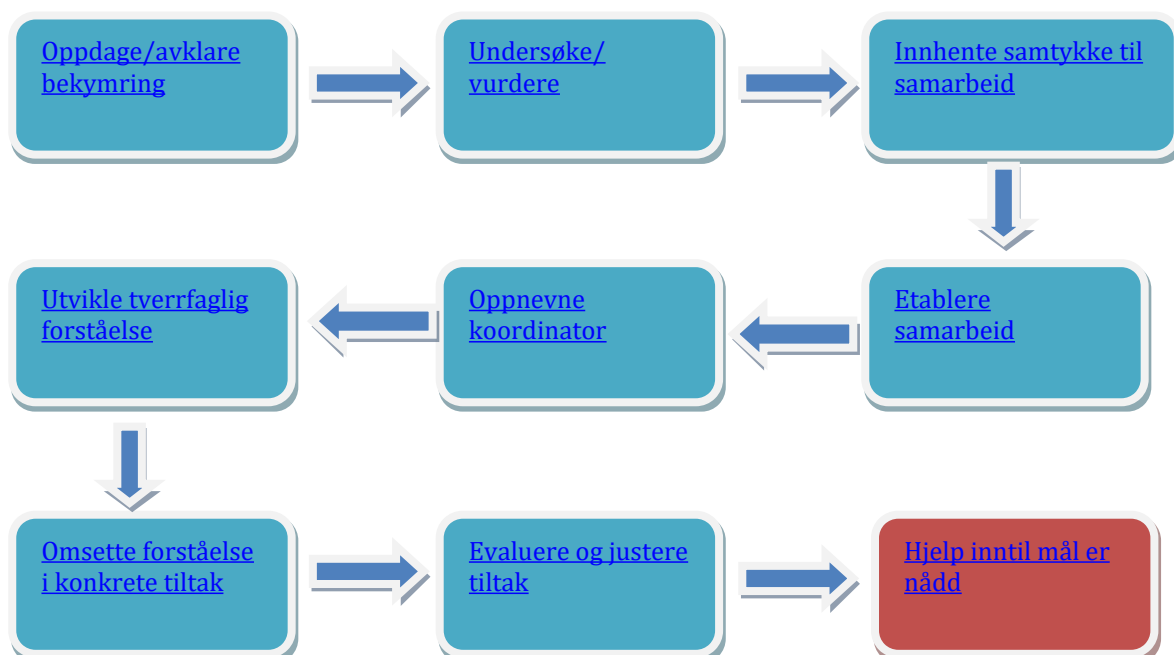 Oppdage/avklare
bekymring
Undersøke/
vurdere
Innhente samtykke til
samarbeid
Etablere
samarbeid
Oppnevne
koordinator
Utvikle tverrfaglig
forståelse
Omsette forståelse
i konkrete tiltak
Evaluere og justere
tiltak
Hjelp inntil mål er
nådd